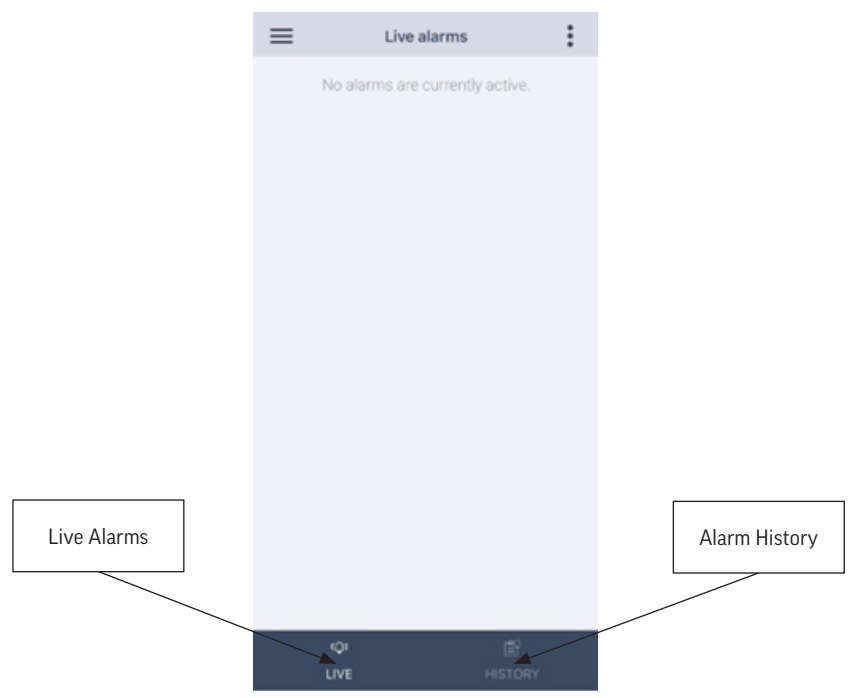 Live alarms
No alarms are currently active.
Live Alarms
Alarm History
LIVE
HISTORY